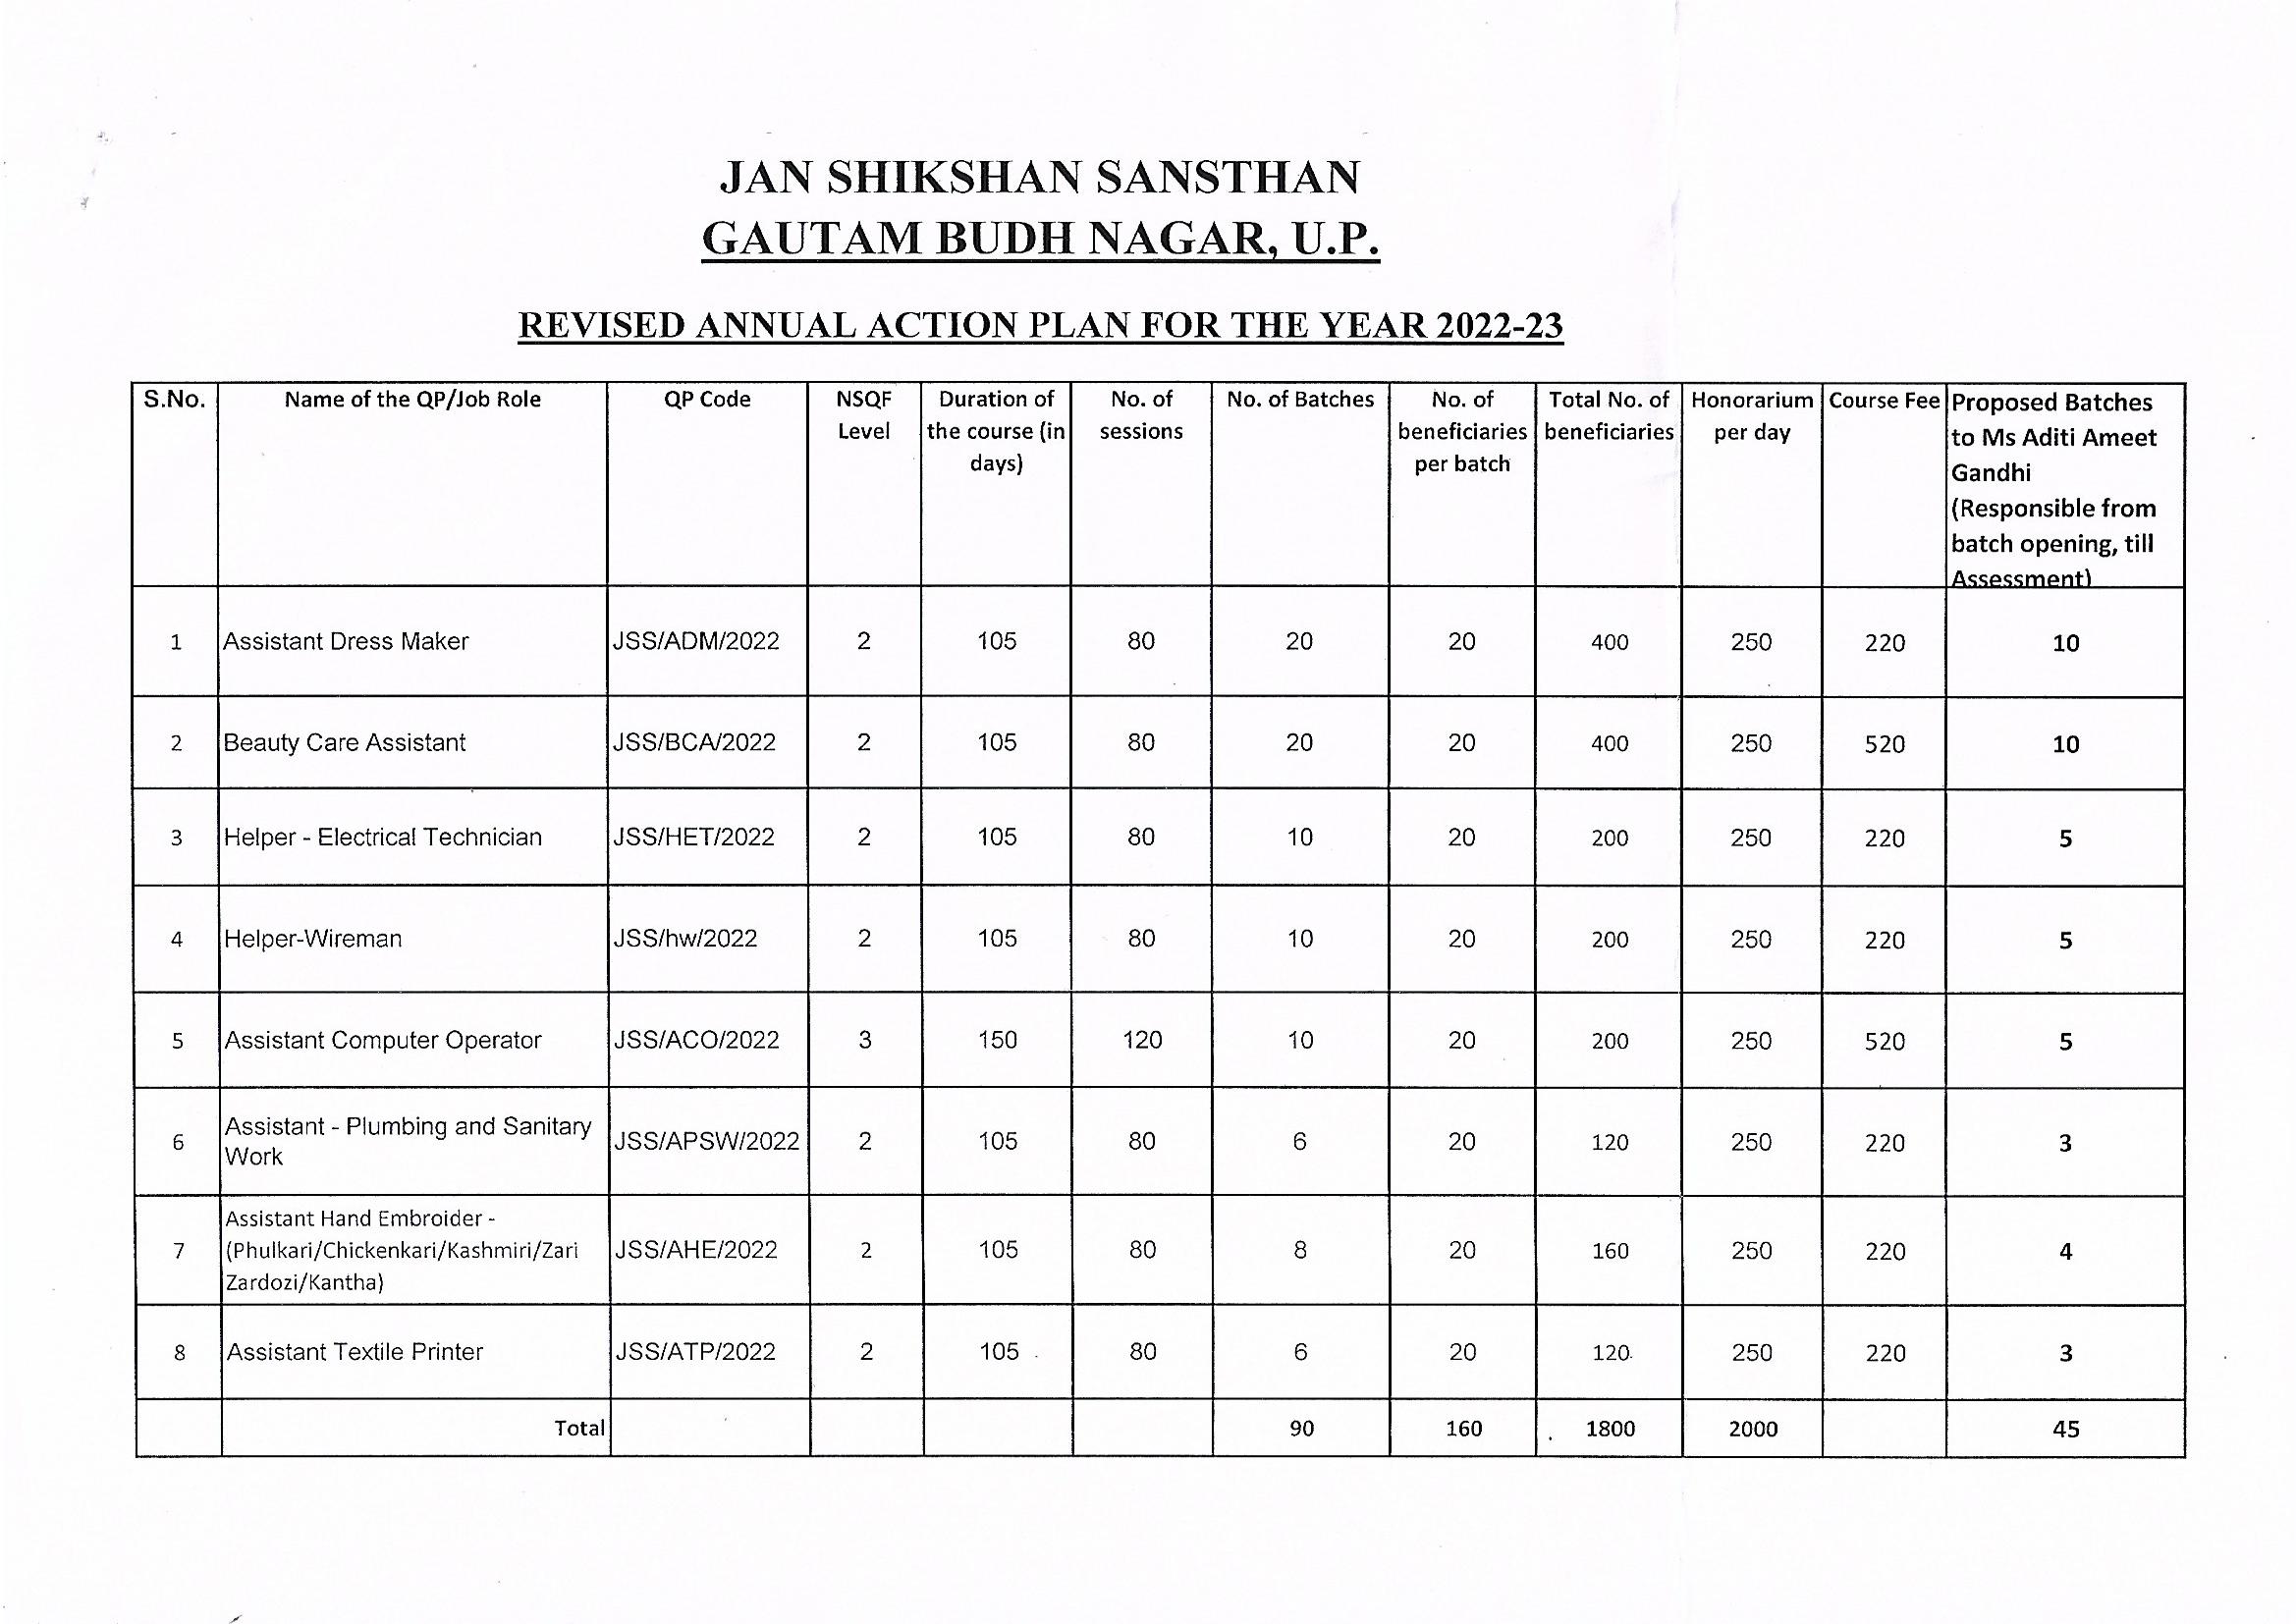 JAN SHIKSHAN SANSTHAN
GAUTAM BUDH NAGAR, U.P.
REVISED ANNUAL ACTION PLAN FOR THE YEAR 2022-23
S.No. Name of the QP/Job Role QP Code NSQF Level Duration of the course (in days) No. of sessions No. of Batches No. of beneficiaries per batch Total No. of beneficiaries Honorarium per day Course Fee Proposed Batches to Ms Aditi Ameet Gandhi (Responsible from batch opening, till Assessment)
1 Assistant Dress Maker JSS/ADM/2022 2 105 80 20 20 400 250 220 10
2 Beauty Care Assistant JSS/BCA/2022 2 105 80 20 20 400 250 520 10
3 Helper - Electrical Technician JSS/HET/2022 2 105 80 10 20 200 250 220 5
4 Helper-Wireman JSS/hw/2022 2 105 80 10 20 200 250 220 5
5 Assistant Computer Operator JSS/ACO/2022 3 150 120 10 20 200 250 520 5
6 Assistant - Plumbing and Sanitary Work JSS/APSW/2022 2 105 80 6 20 120 250 220 3
7 Assistant Hand Embroider - (Phulkari/Chickenkari/Kashmiri/Zari Zardozi/Kantha) JSS/AHE/2022 2 105 80 8 20 160 250 220 4
8 Assistant Textile Printer JSS/ATP/2022 2 105 80 6 20 120 250 220 3
Total 90 160 1800 2000 45